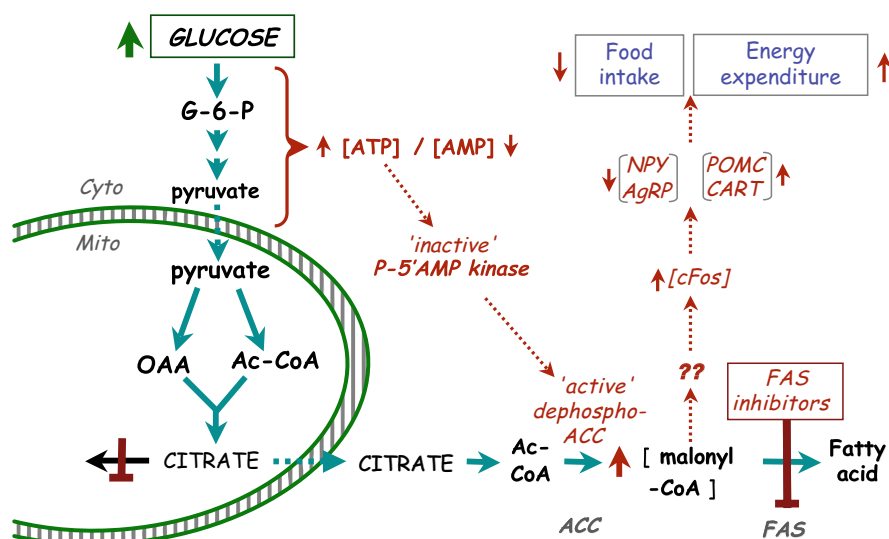 GLUCOSE
G-6-P
[ATP] / [AMP]
pyruvate
Cyto
Mito
pyruvate
'inactive'
P-5'AMP kinase
OAA
Ac-CoA
CITRATE
CITRATE
Ac-
CoA
'active'
dephospho-
ACC
[ malonyl
-CoA ]
ACC
??
[cFos]
NPY
AgRP
POMC
CART
Food
intake
Energy
expenditure
FAS
inhibitors
Fatty
acid
FAS